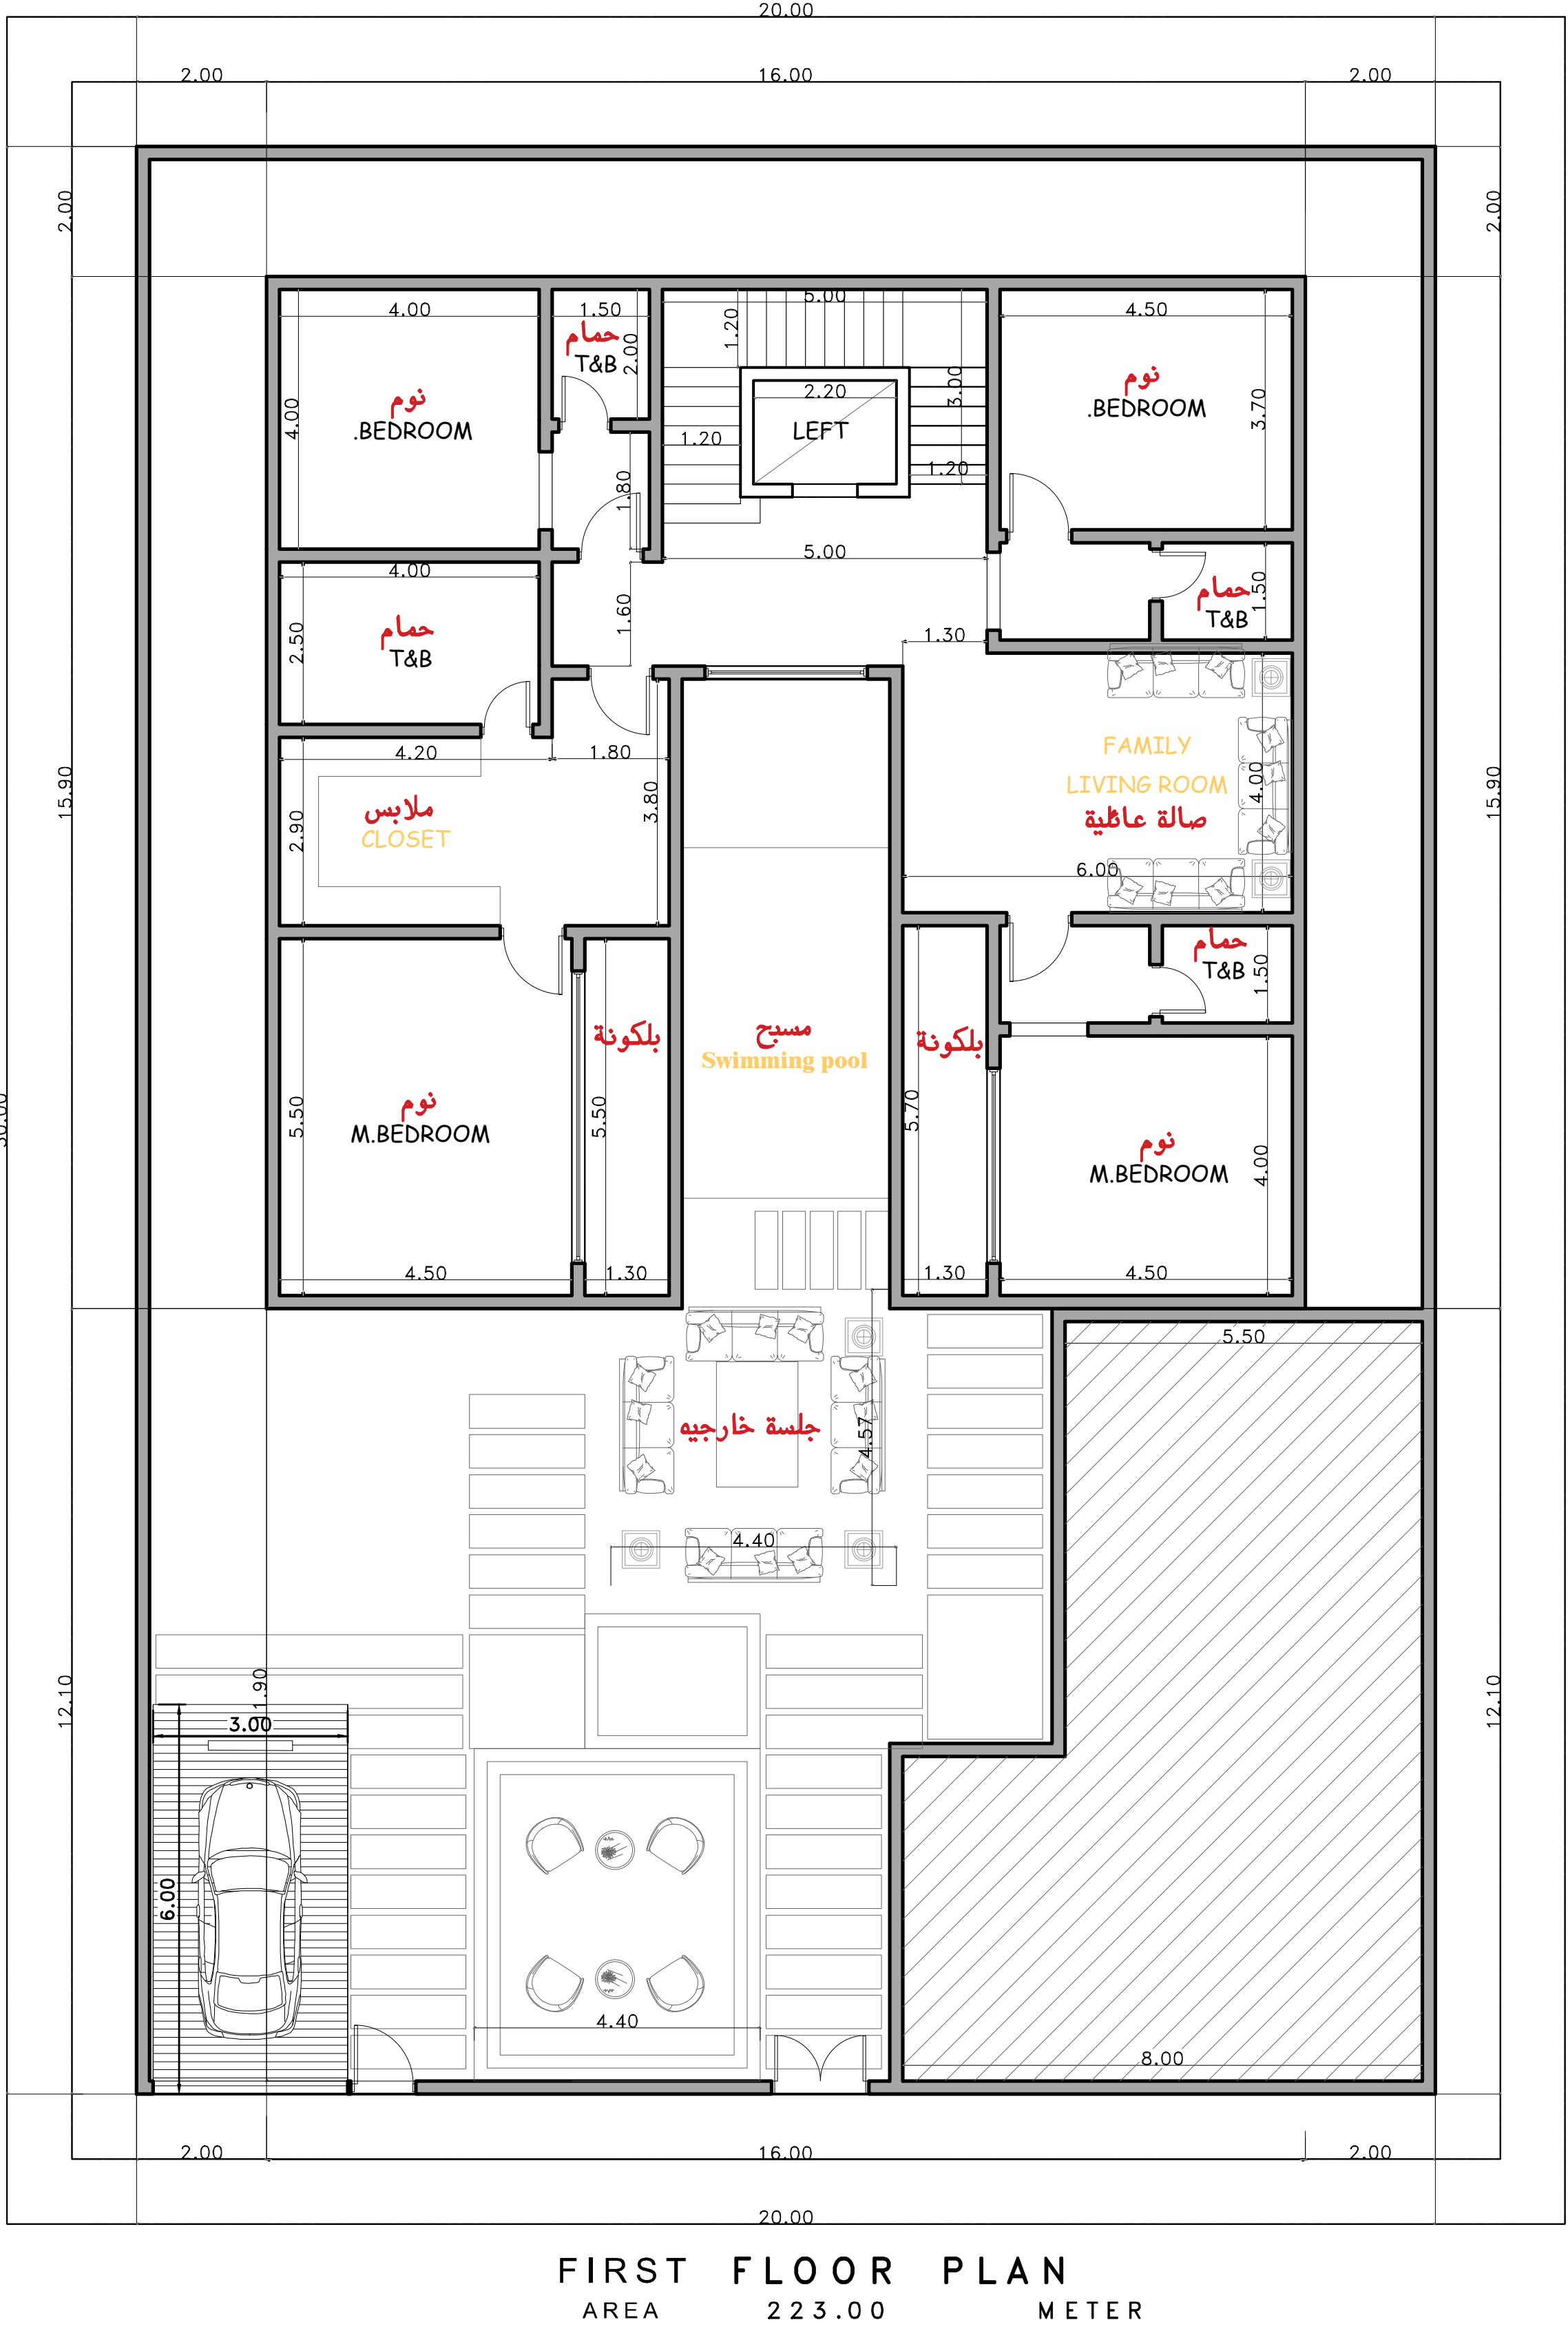 20.00
2.00 16.00 2.00
2.00 2.00
4.00 1.50 5.00 4.50
حمام
T&B
2.00
1.20
نوم
.BEDROOM
4.00
2.20
LEFT
3.00
1.20
1.20
نوم
.BEDROOM
3.70
1.80
5.00
4.00
حمام
T&B
2.50
1.60
حمام
T&B
1.50
1.30
4.20 1.80
ملابس
CLOSET
2.90
3.80
FAMILY
LIVING ROOM
صالة عائلية
4.00
6.00
15.90 15.90
حمام
T&B
1.50
بلكونة
مسبح
Swimming pool
بلكونة
نوم
M.BEDROOM
5.50
5.50
5.70
نوم
M.BEDROOM
4.00
30.00
4.50 1.30 1.30 4.50
5.50
جلسة خارجيه
4.57
4.40
12.10 12.10
11.90
3.00
6.00
4.40
8.00
2.00 16.00 2.00
20.00
FIRST FLOOR PLAN
AREA 223.00 METER